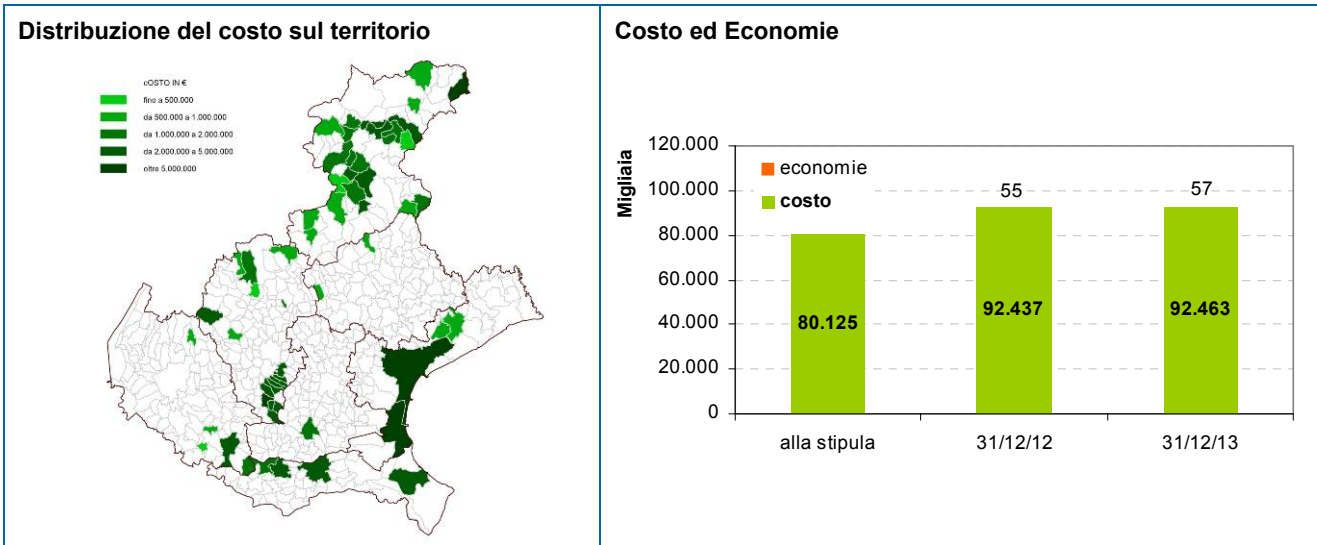 Distribuzione del costo sul territorio
cOSTO IN €
fino a 500.000
da 500.000 a 1.000.000
da 1.000.000 a 2.000.000
da 2.000.000 a 5.000.000
oltre 5.000.000
Costo ed Economie
Migliaia
120.000
100.000
80.000
60.000
40.000
20.000
0
economie
costo
55
57
80.125
92.437
92.463
alla stipula
31/12/12
31/12/13